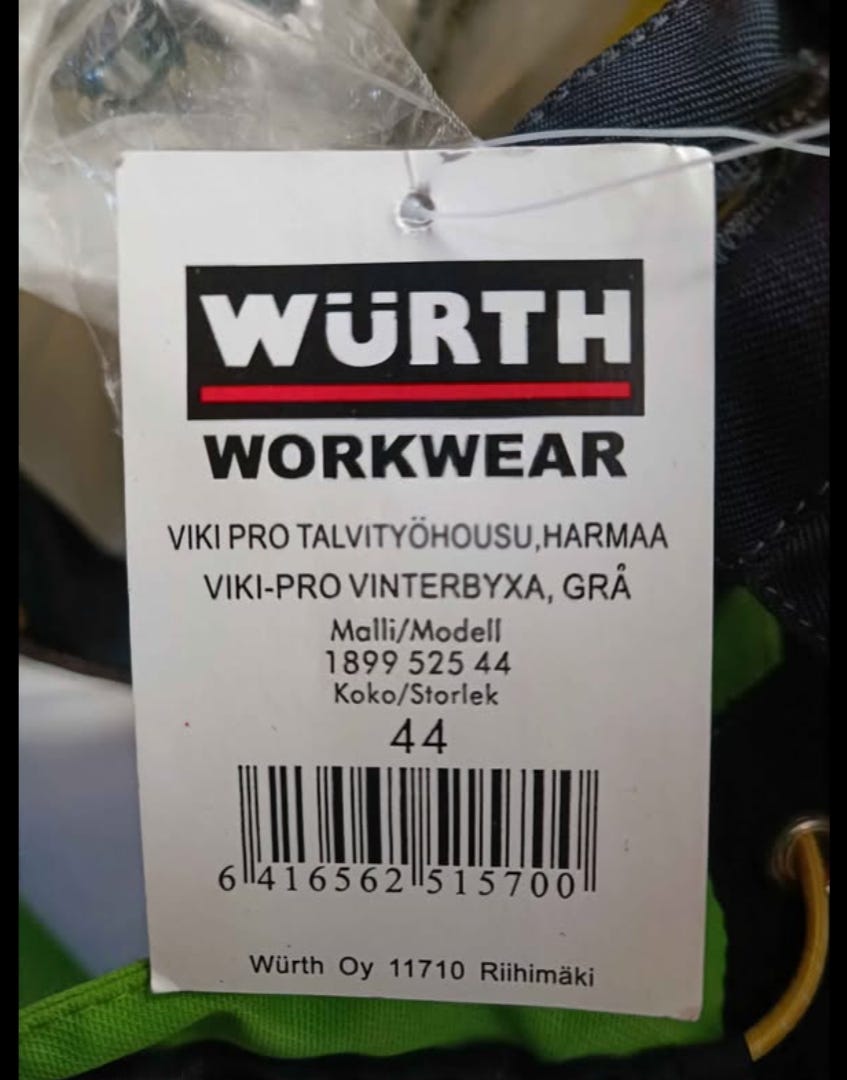 WÜRTH
WORKWEAR
VIKI PRO TALVITYÖHOUSU,HARMAA
VIKI-PRO VINTERBYXA, GRÅ
Malli/Modell
1899 525 44
Koko/Storlek
44
6 416562 515700
Würth Oy 11710 Riihimäki